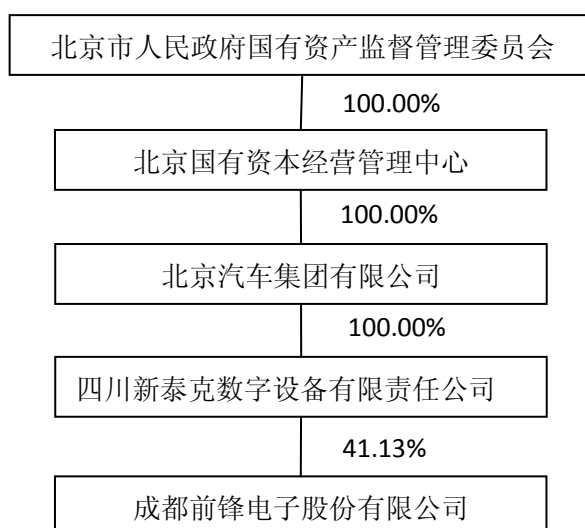 北京市人民政府国有资产监督管理委员会
100.00%
北京国有资本经营管理中心
100.00%
北京汽车集团有限公司
100.00%
四川新泰克数字设备有限责任公司
41.13%
成都前锋电子股份有限公司